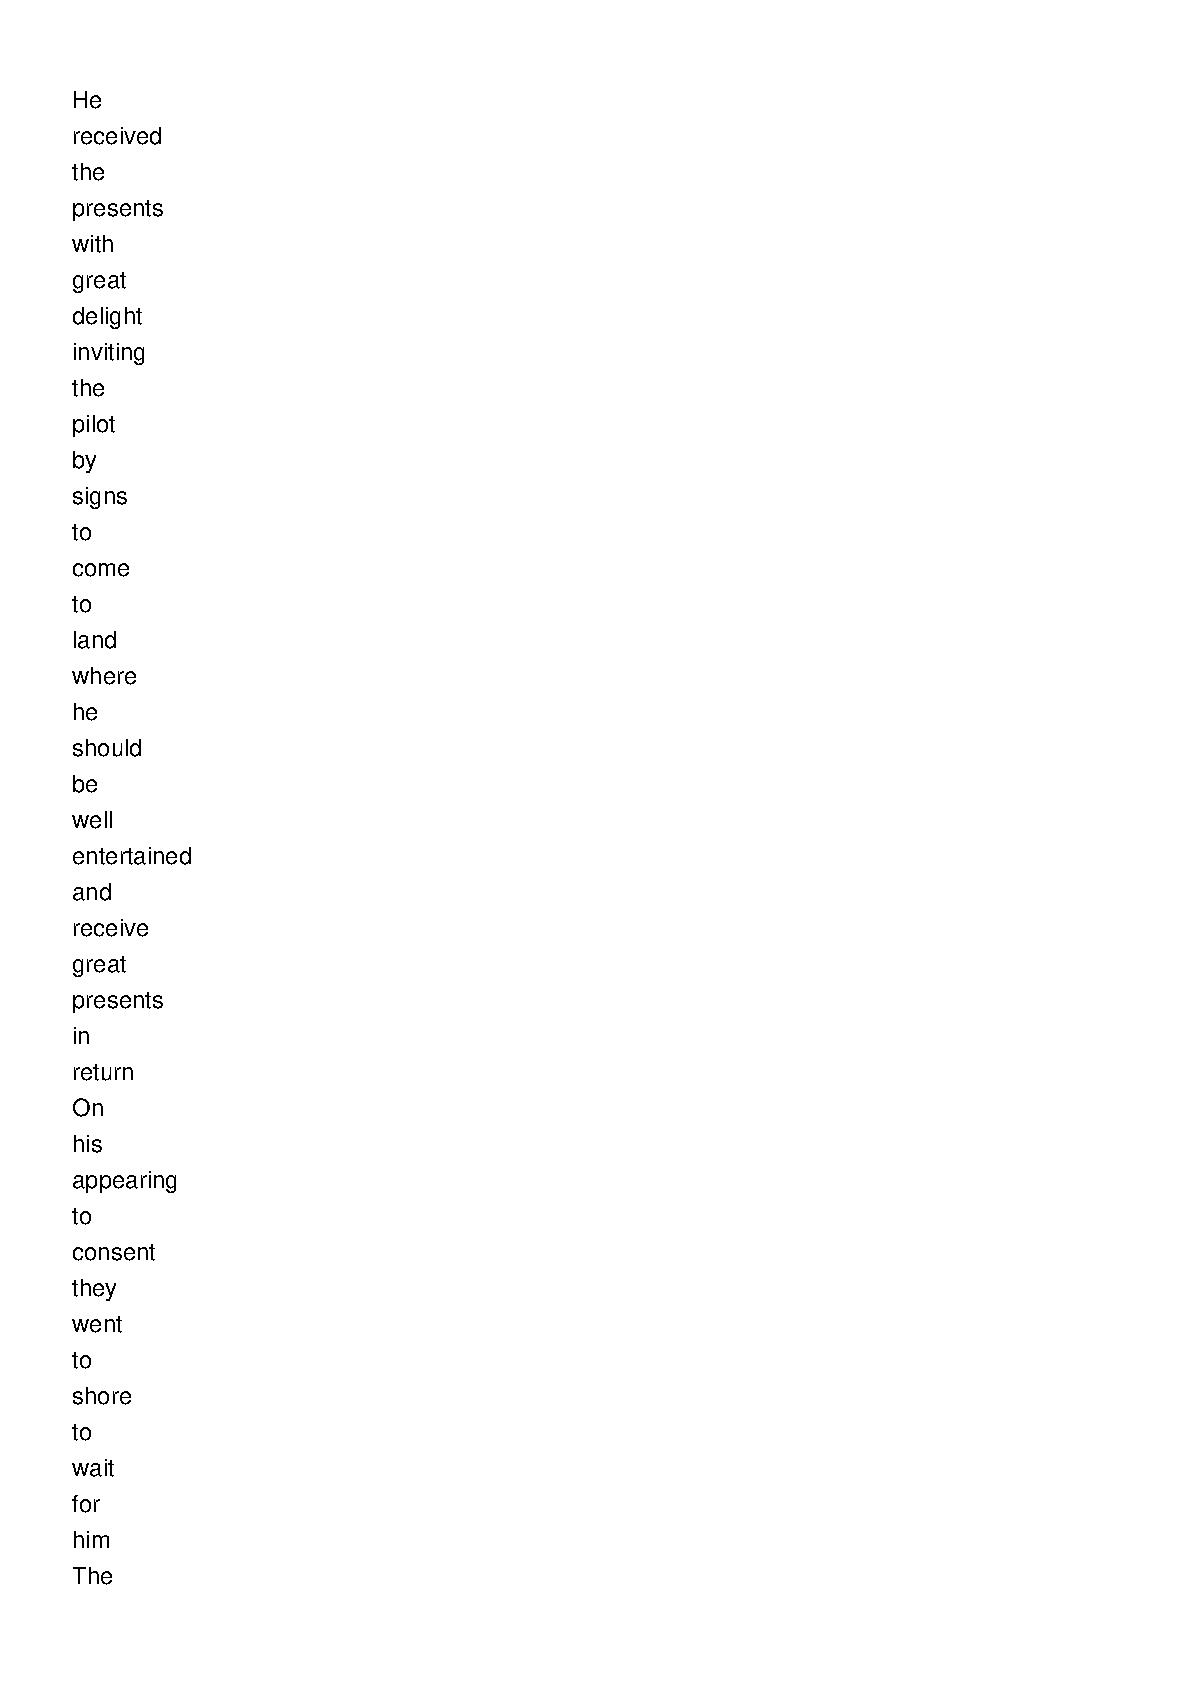 He
received
the
presents
with
great
delight
inviting
the
pilot
by
signs
to
come
to
land
where
he
should
be
well
entertained
and
receive
great
presents
in
return
On
his
appearing
to
consent
they
went
to
shore
to
wait
for
him
The